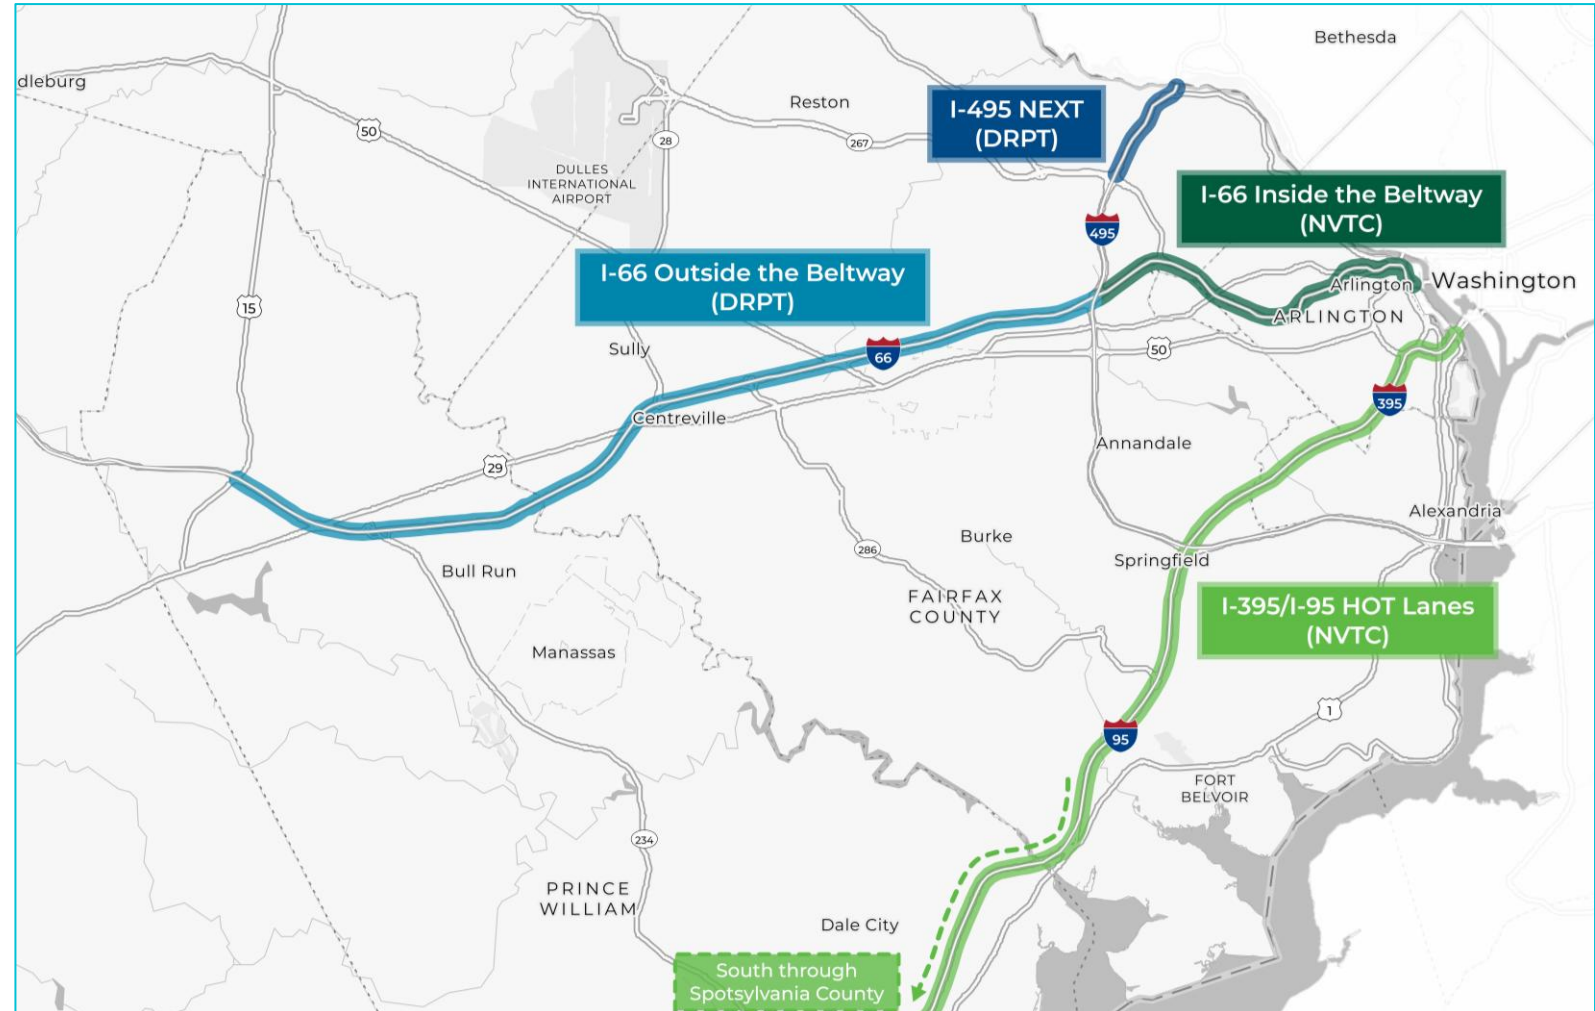 Bethesda
dleburg
Reston
I-495 NEXT
(DRPT)
50
28
267
DULLES
INTERNATIONAL
AIRPORT
I-66 Inside the Beltway
(NVTC)
495
I-66 Outside the Beltway
(DRPT)
Arlington
Washington
15
ARLINGTON
Sully
66
50
395
Centreville
Annandale
29
Alexandria
Burke
286
Springfield
Bull Run
FAIRFAX
COUNTY
I-395/I-95 HOT Lanes
(NVTC)
Manassas
1
95
FORT
BELVOIR
234
PRINCE
WILLIAM
Dale City
South through
Spotsylvania County